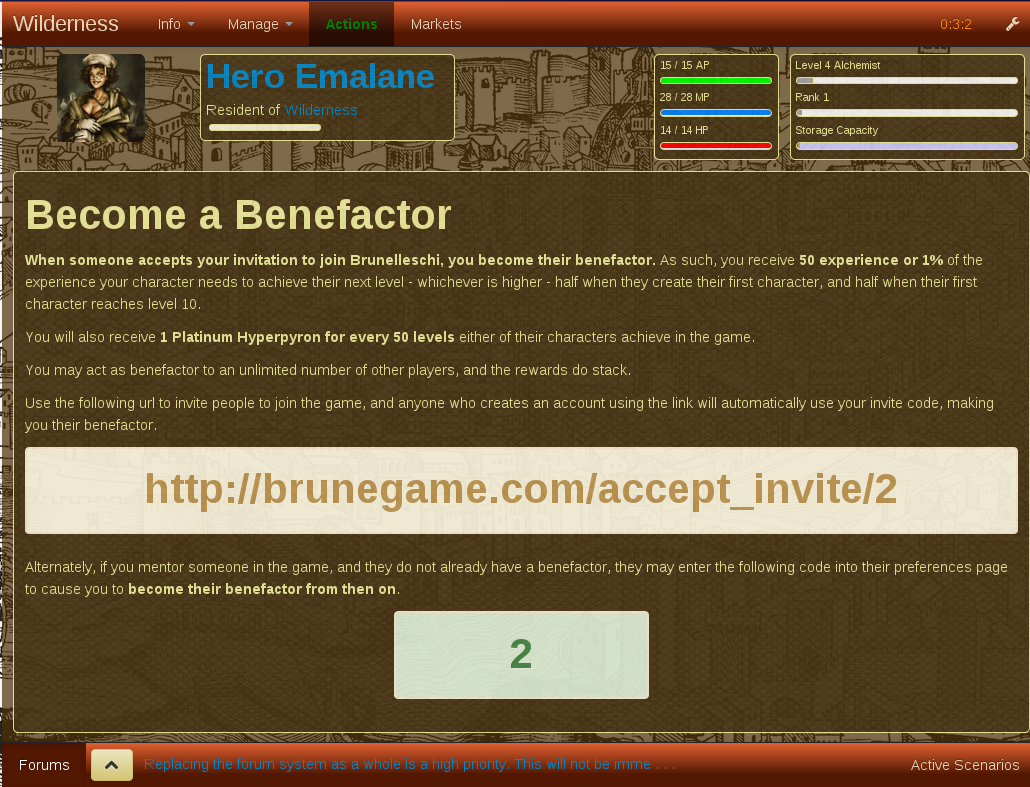 Wilderness Info Manage Actions Markets 0:3:2
Hero Emalane
Resident of Wilderness
15 / 15 AP
28 / 28 MP
14 / 14 HP
Level 4 Alchemist
Rank 1
Storage Capacity
Become a Benefactor
When someone accepts your invitation to join Brunelleschi, you become their benefactor. As such, you receive 50 experience or 1% of the
experience your character needs to achieve their next level - whichever is higher - half when they create their first character, and half when their first
character reaches level 10.
You will also receive 1 Platinum Hyperpyron for every 50 levels either of their characters achieve in the game.
You may act as benefactor to an unlimited number of other players, and the rewards do stack.
Use the following url to invite people to join the game, and anyone who creates an account using the link will automatically use your invite code, making
you their benefactor.
http://brunegame.com/accept_invite/2
Alternately, if you mentor someone in the game, and they do not already have a benefactor, they may enter the following code into their preferences page
to cause you to become their benefactor from then on.
2
Forums Replacing the forum system as a whole is a high priority. This will not be imme . . . Active Scenarios